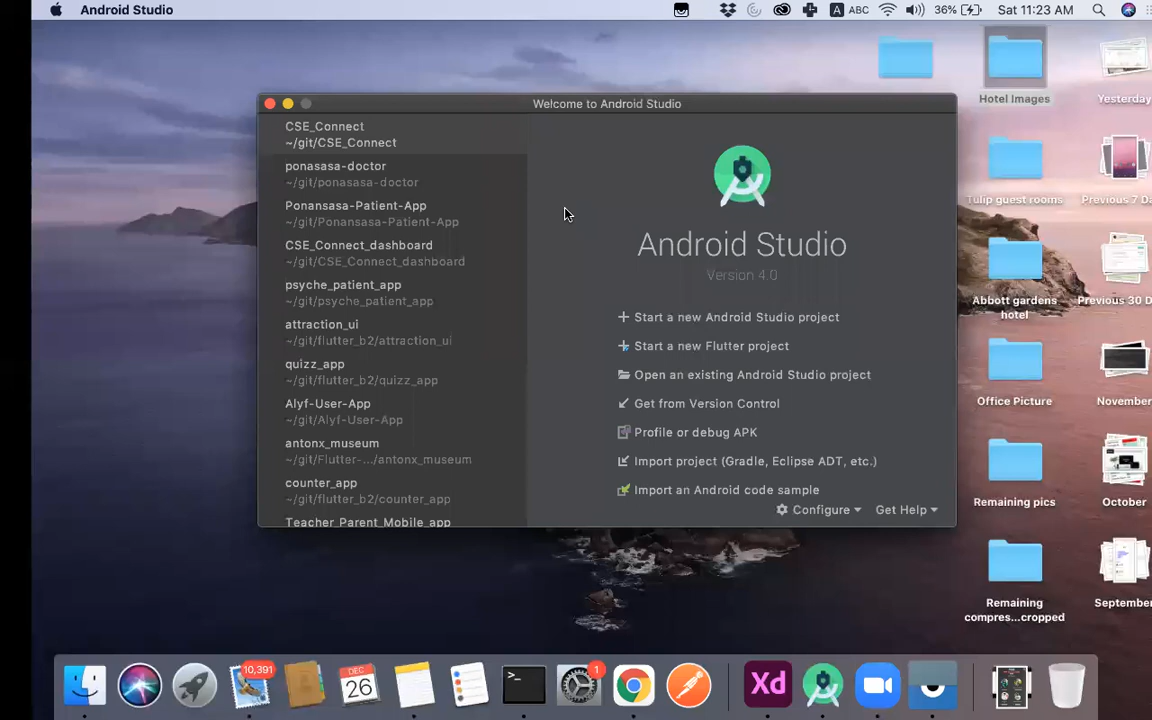 Android Studio
A ABC 36% Sat 11:23 AM
Hotel Images
Yesterday
Welcome to Android Studio
CSE_Connect
~/git/CSE_Connect
ponasasa-doctor
~/git/ponasasa-doctor
Ponansasa-Patient-App
~/git/Ponansasa-Patient-App
CSE_Connect_dashboard
~/git/CSE_Connect_dashboard
psyche_patient_app
~/git/psyche_patient_app
attraction_ui
~/git/flutter_b2/attraction_ui
quizz_app
~/git/flutter_b2/quizz_app
Alyf-User-App
~/git/Alyf-User-App
antonx_museum
~/git/Flutter-.../antonx_museum
counter_app
~/git/flutter_b2/counter_app
Teacher_Parent_Mobile_app
Android Studio
Version 4.0
Start a new Android Studio project
Start a new Flutter project
Open an existing Android Studio project
Get from Version Control
Profile or debug APK
Import project (Gradle, Eclipse ADT, etc.)
Import an Android code sample
Configure
Get Help
Tulip guest rooms
Previous 7 Da
Abbott gardens
hotel
Previous 30 D
Office Picture
November
Remaining pics
October
Remaining
compres...cropped
September
10,391
DEC
26
>_
1
Xd